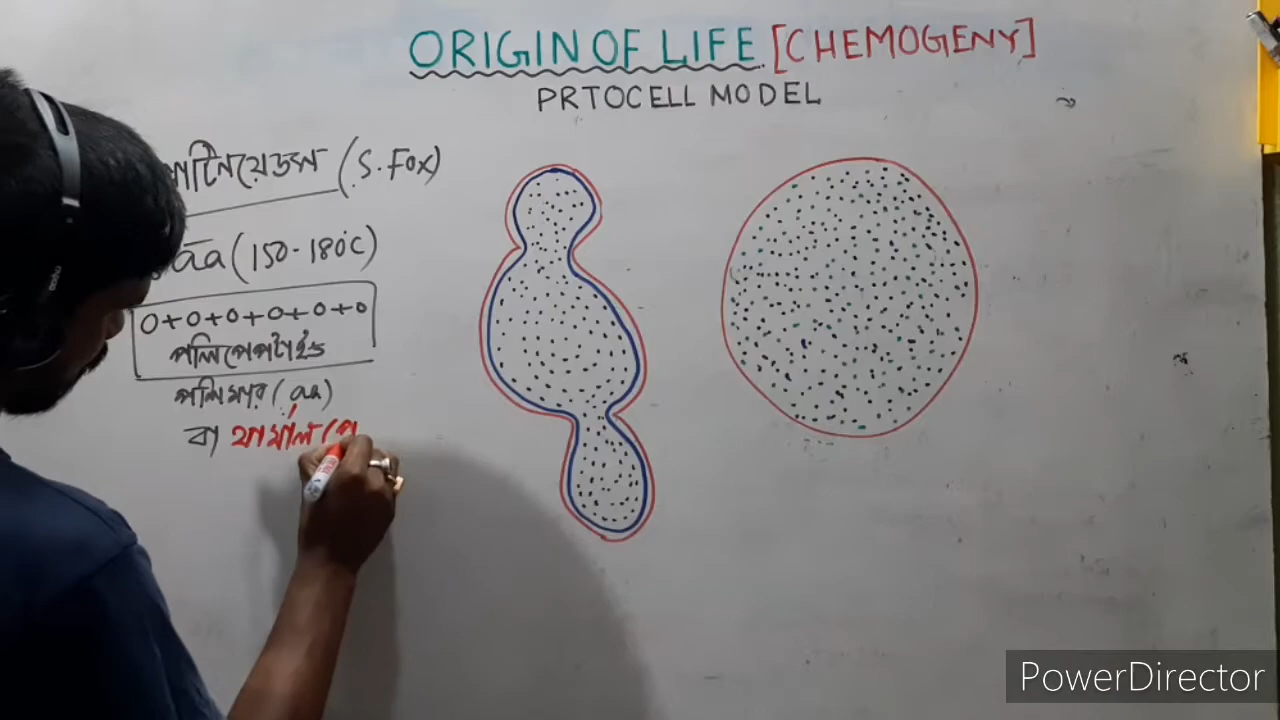 ORIGIN OF LIFE [CHEMOGENY]
PRTOCELL MODEL
(S. Fox)
aa (150-180°C)
0+0+0+0+0+0
পলিপেপটাইড
পলিমার (aa)
বা থার্মাল প্রো
PowerDirector